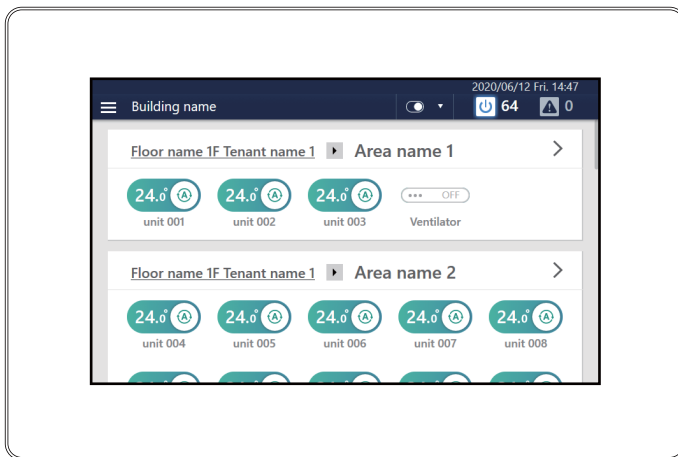 2020/06/12 Fri. 14:47
Building name 64 0
Floor name 1F Tenant name 1 Area name 1
24.0° A 24.0° A 24.0° A ••• OFF
unit 001 unit 002 unit 003 Ventilator
Floor name 1F Tenant name 1 Area name 2
24.0° A 24.0° A 24.0° A 24.0° A 24.0° A
unit 004 unit 005 unit 006 unit 007 unit 008